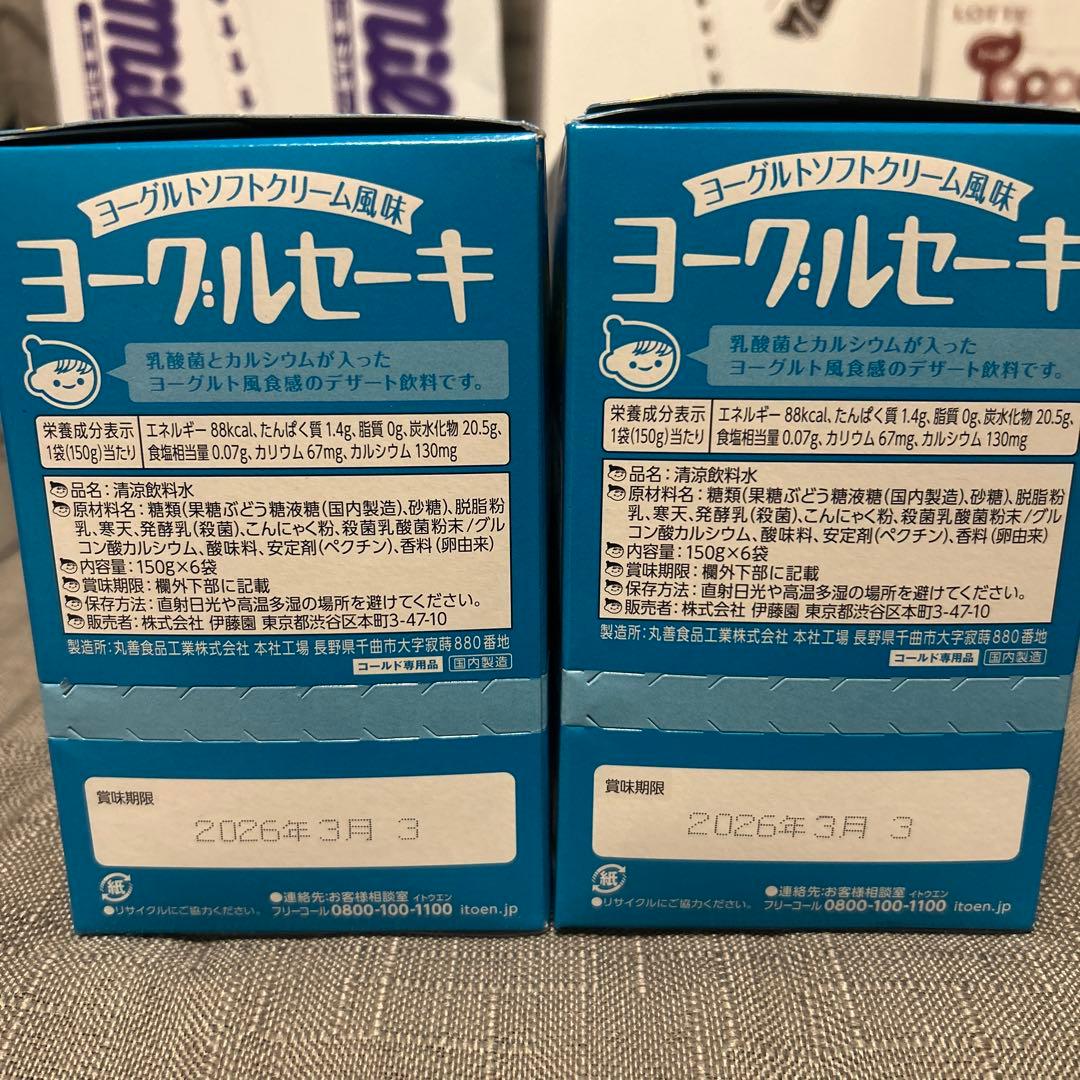 mil
mil
LOTTE
Toppo
ヨーグルトソフトクリーム風味
ヨーグルセーキ
乳酸菌とカルシウムが入った
ヨーグルト風食感のデザート飲料です。
栄養成分表示
1袋(150g)当たり
エネルギー 88kcal、たんぱく質 1.4g、脂質 0g、炭水化物 20.5g、
食塩相当量 0.07g、カリウム 67mg、カルシウム 130mg
品名:清涼飲料水
原材料名:糖類(果糖ぶどう糖液糖(国内製造)、砂糖)、脱脂粉
乳、寒天、発酵乳(殺菌)、こんにゃく粉、殺菌乳酸菌粉末/グル
コン酸カルシウム、酸味料、安定剤(ペクチン)、香料(卵由来)
内容量:150g×6袋
賞味期限:欄外下部に記載
保存方法:直射日光や高温多湿の場所を避けてください。
販売者:株式会社 伊藤園 東京都渋谷区本町3-47-10
製造所:丸善食品工業株式会社 本社工場 長野県千曲市大字寂蒔880番地
コールド専用品 国内製造
賞味期限
2026年3月 3
紙
●リサイクルにご協力ください。
●連絡先:お客様相談室 イトウエン
フリーコール 0800-100-1100 itoen.jp
ヨーグルトソフトクリーム風味
ヨーグルセーキ
乳酸菌とカルシウムが入った
ヨーグルト風食感のデザート飲料です。
栄養成分表示
1袋(150g)当たり
エネルギー 88kcal、たんぱく質 1.4g、脂質 0g、炭水化物 20.5g、
食塩相当量 0.07g、カリウム 67mg、カルシウム 130mg
品名:清涼飲料水
原材料名:糖類(果糖ぶどう糖液糖(国内製造)、砂糖)、脱脂粉
乳、寒天、発酵乳(殺菌)、こんにゃく粉、殺菌乳酸菌粉末/グル
コン酸カルシウム、酸味料、安定剤(ペクチン)、香料(卵由来)
内容量:150g×6袋
賞味期限:欄外下部に記載
保存方法:直射日光や高温多湿の場所を避けてください。
販売者:株式会社 伊藤園 東京都渋谷区本町3-47-10
製造所:丸善食品工業株式会社 本社工場 長野県千曲市大字寂蒔880番地
コールド専用品 国内製造
賞味期限
2026年3月 3
紙
●リサイクルにご協力ください。
●連絡先:お客様相談室 イトウエン
フリーコール 0800-100-1100 itoen.jp